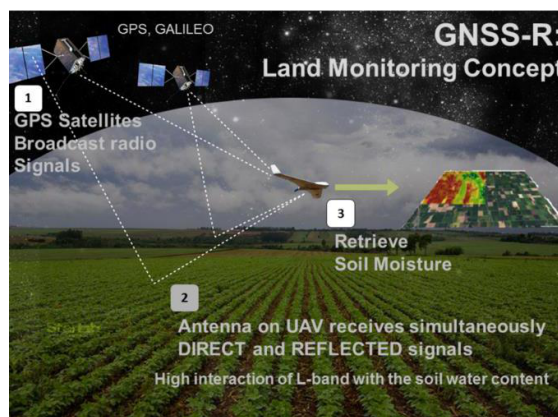 GPS, GALILEO
GNSS-R:
Land Monitoring Concept
1
GPS Satellites
Broadcast radio
Signals
3
Retrieve
Soil Moisture
2
Antenna on UAV receives simultaneously
DIRECT and REFLECTED signals
High interaction of L-band with the soil water content